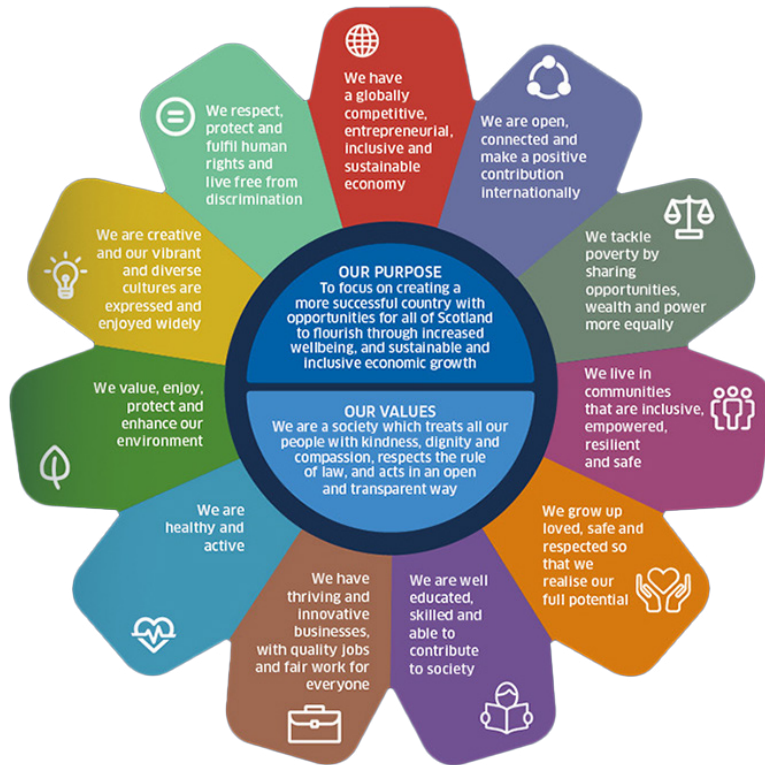 We have
a globally
competitive,
entrepreneurial,
inclusive and
sustainable
economy
We are open,
connected and
make a positive
contribution
internationally
We tackle
poverty by
sharing
opportunities,
wealth and power
more equally
We live in
communities
that are inclusive,
empowered,
resilient
and safe
We grow up
loved, safe and
respected so
that we
realise our
full potential
We are well
educated,
skilled and
able to
contribute
to society
We have
thriving and
innovative
businesses,
with quality jobs
and fair work for
everyone
We are
healthy and
active
We value, enjoy,
protect and
enhance our
environment
We are creative
and our vibrant
and diverse
cultures are
expressed and
enjoyed widely
We respect,
protect and
fulfil human
rights and
live free from
discrimination
OUR PURPOSE
To focus on creating a
more successful country with
opportunities for all of Scotland
to flourish through increased
wellbeing, and sustainable and
inclusive economic growth
OUR VALUES
We are a society which treats all our
people with kindness, dignity and
compassion, respects the rule
of law, and acts in an open
and transparent way